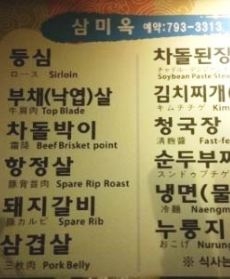 삼미옥 예약:793-3313
등심
ロース Sirloin
부채(낙엽)살
牛肩肉 Top Blade
차돌박이
霜降 Beef Brisket point
항정살
豚背首肉 Spare Rip Roast
돼지갈비
豚カルビ Spare Rib
삼겹살
三枚肉 Pork Belly
차돌된장
Soybean Paste Stew
김치찌개(
キムチチゲ Kim
청국장
清麹醬 Fast-fe
순두부찌
スンドゥブチゲ
냉면(물
冷麺 Naengm
누룽지
おこげ Nurung
※ 식사는